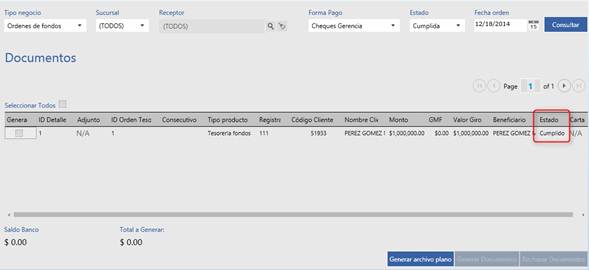 Tipo negocio Sucursal Receptor Forma Pago Estado Fecha orden
Ordenes de fondos (TODOS) (TODOS) Cheques Gerencia Cumplida 12/18/2014 15 Consultar
Documentos
Page 1 of 1
Seleccionar Todos
Genera ID Detalle Adjunto ID Orden Teso Consecutivo Tipo producto Registro Código Cliente Nombre Cli Monto GMF Valor Giro Beneficiario Estado Carta
1 N/A 1 Tesorería fondos 111 51933 PEREZ GOMEZ $1,000,000.00 $0.00 $1,000,000.00 PEREZ GOMEZ Cumplido N/A
Saldo Banco Total a Generar:
$ 0.00 $ 0.00
Generar archivo plano Generar Documentos Rechazar Documentos